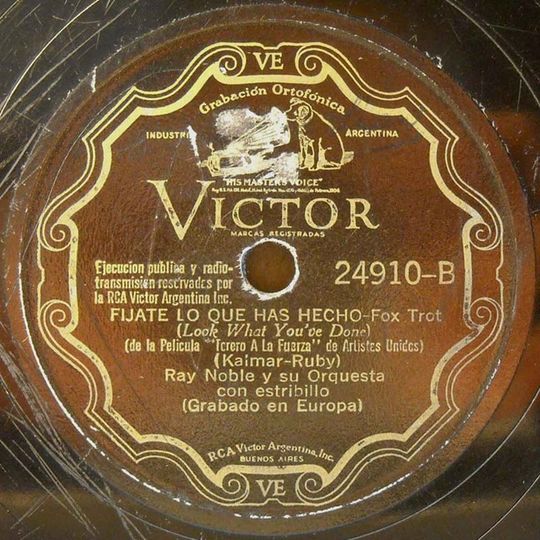 VE
Grabación Ortofónica
INDUSTRIA ARGENTINA
"HIS MASTER'S VOICE"
VICTOR
MARCAS REGISTRADAS
Ejecucion publica y radio-
transmision reservados por
la RCA Victor Argentina Inc.
24910-B
FIJATE LO QUE HAS HECHO-Fox Trot
(Look What You've Done)
(de la Pelicula "Torero A La Fuerza" de Artistes Unidos)
(Kalmar-Ruby)
Ray Noble y su Orquesta
con estribillo
(Grabado en Europa)
RCA Victor Argentina, Inc.
BUENOS AIRES
VE